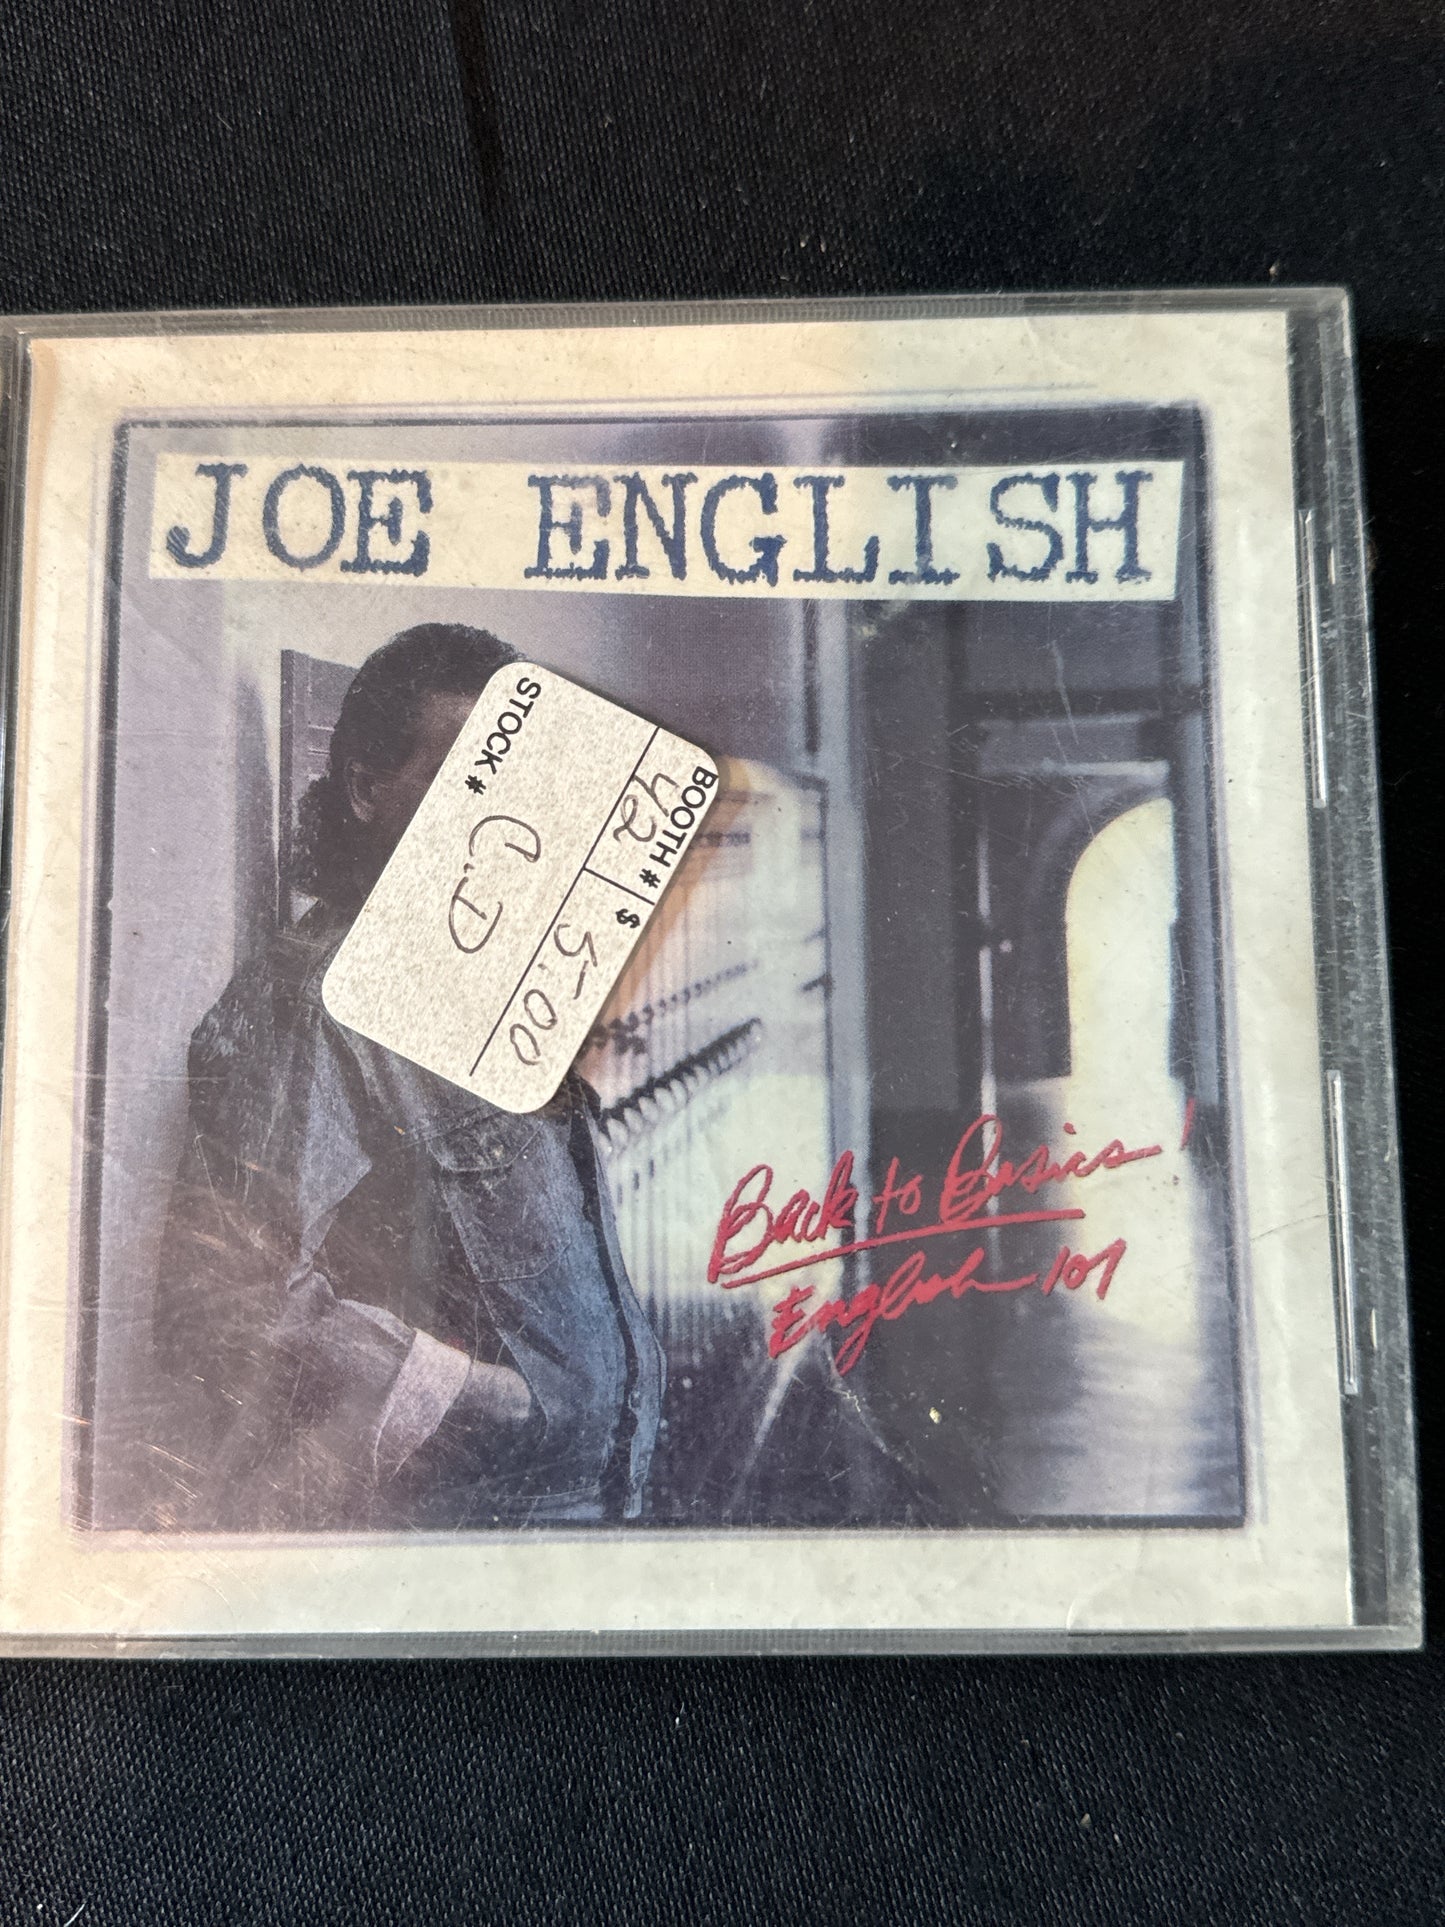 JOE ENGLISH
STOCK #
C.D
BOOTH #
42
$
5.00
Back to Basics!
English 101